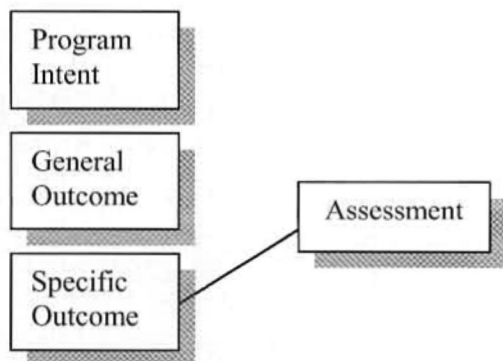 Program
Intent
General
Outcome
Assessment
Specific
Outcome